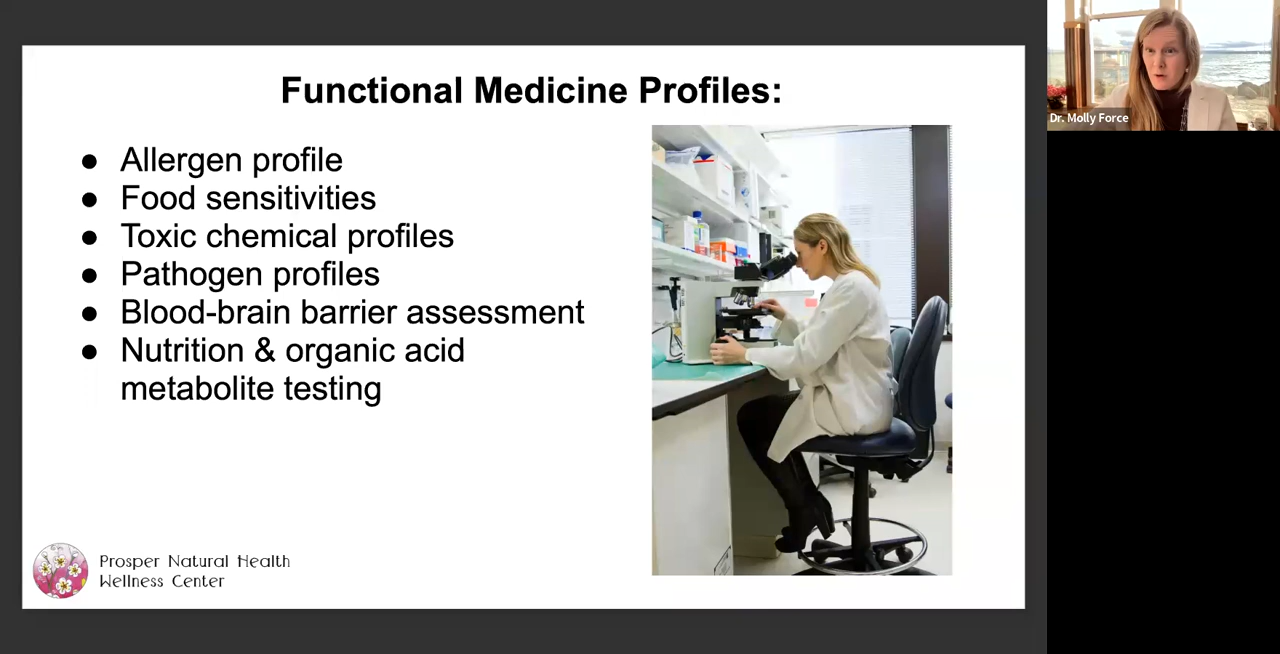 Functional Medicine Profiles:
● Allergen profile
● Food sensitivities
● Toxic chemical profiles
● Pathogen profiles
● Blood-brain barrier assessment
● Nutrition & organic acid
metabolite testing
Prosper Natural Health
Wellness Center
Dr. Molly Force